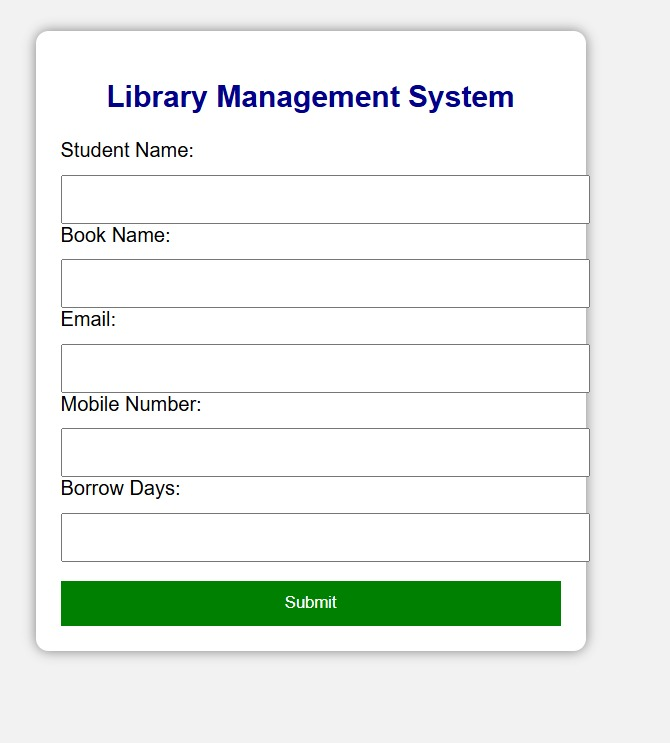 Library Management System
Student Name:
Book Name:
Email:
Mobile Number:
Borrow Days:
Submit